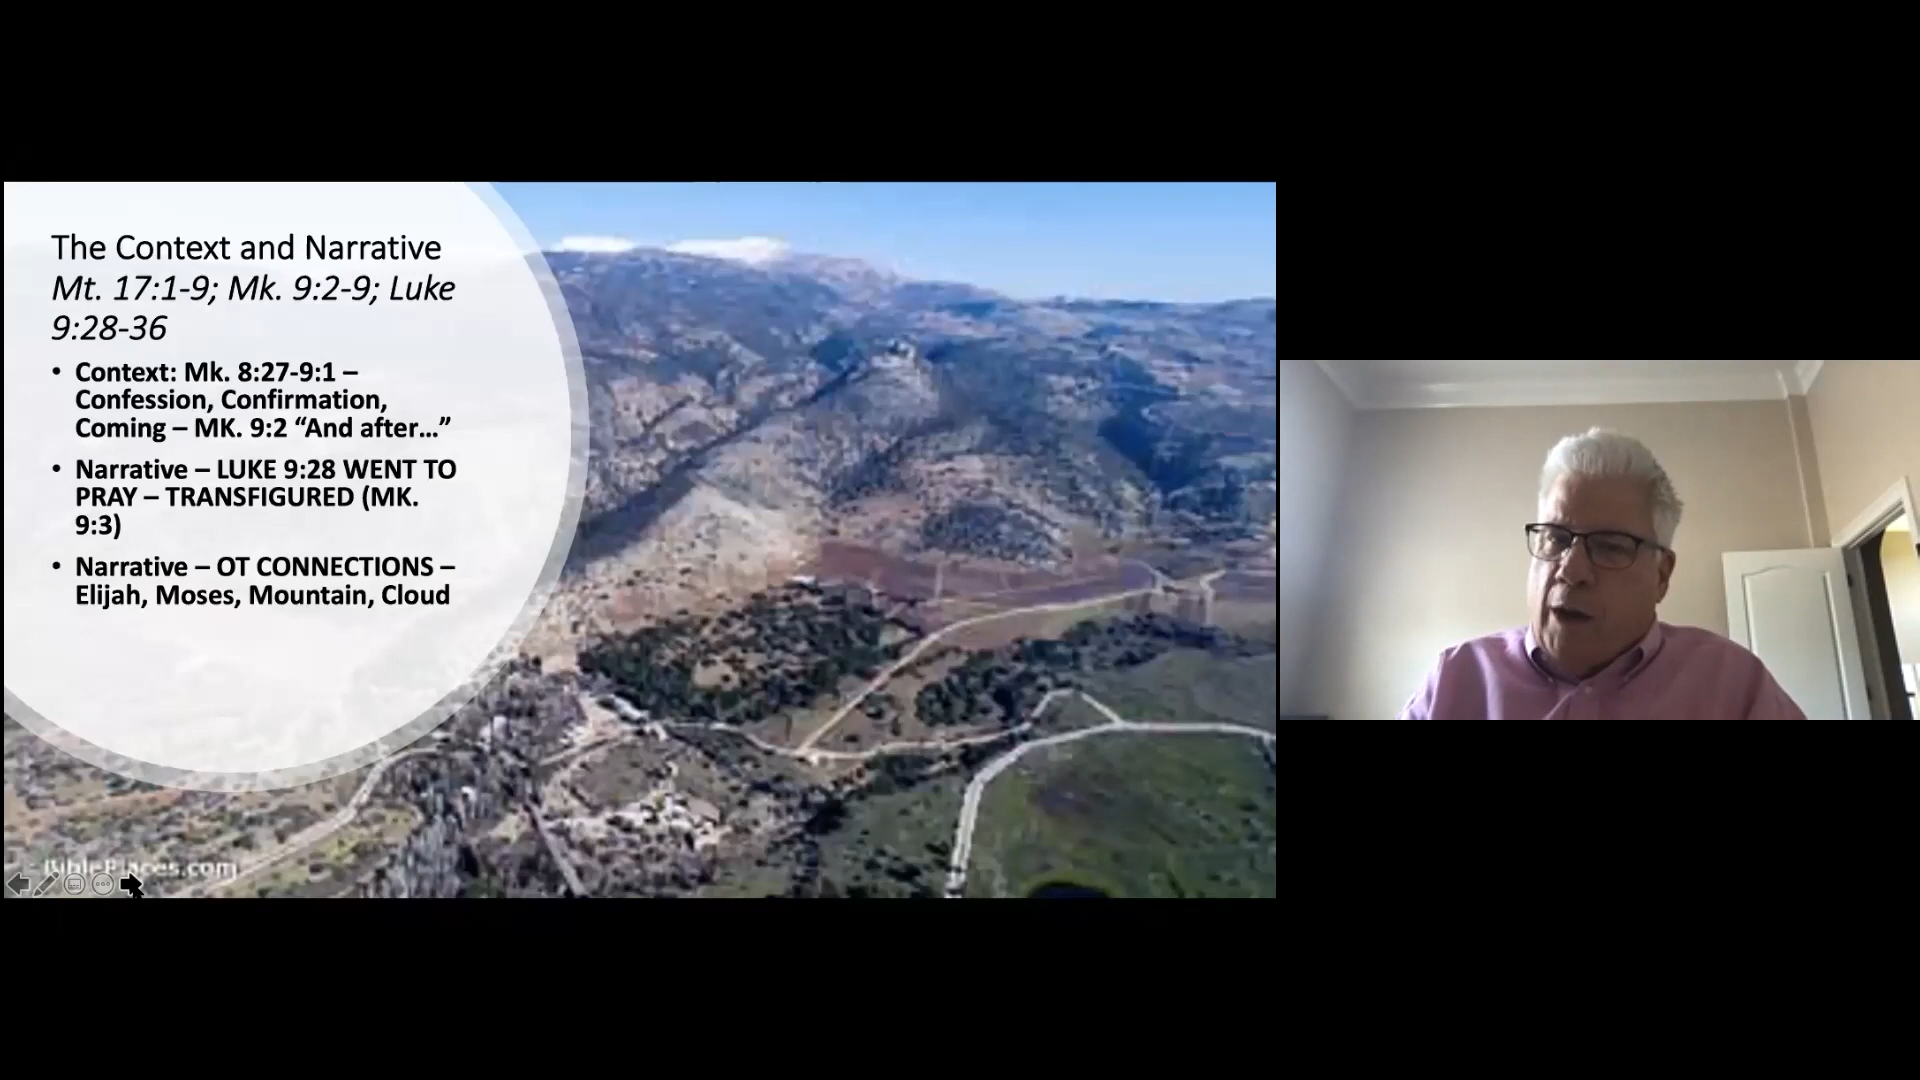 The Context and Narrative
Mt. 17:1-9; Mk. 9:2-9; Luke
9:28-36
• Context: Mk. 8:27-9:1 –
Confession, Confirmation,
Coming – MK. 9:2 “And after…”
• Narrative – LUKE 9:28 WENT TO
PRAY – TRANSFIGURED (MK.
9:3)
• Narrative – OT CONNECTIONS –
Elijah, Moses, Mountain, Cloud
BiblePlaces.com